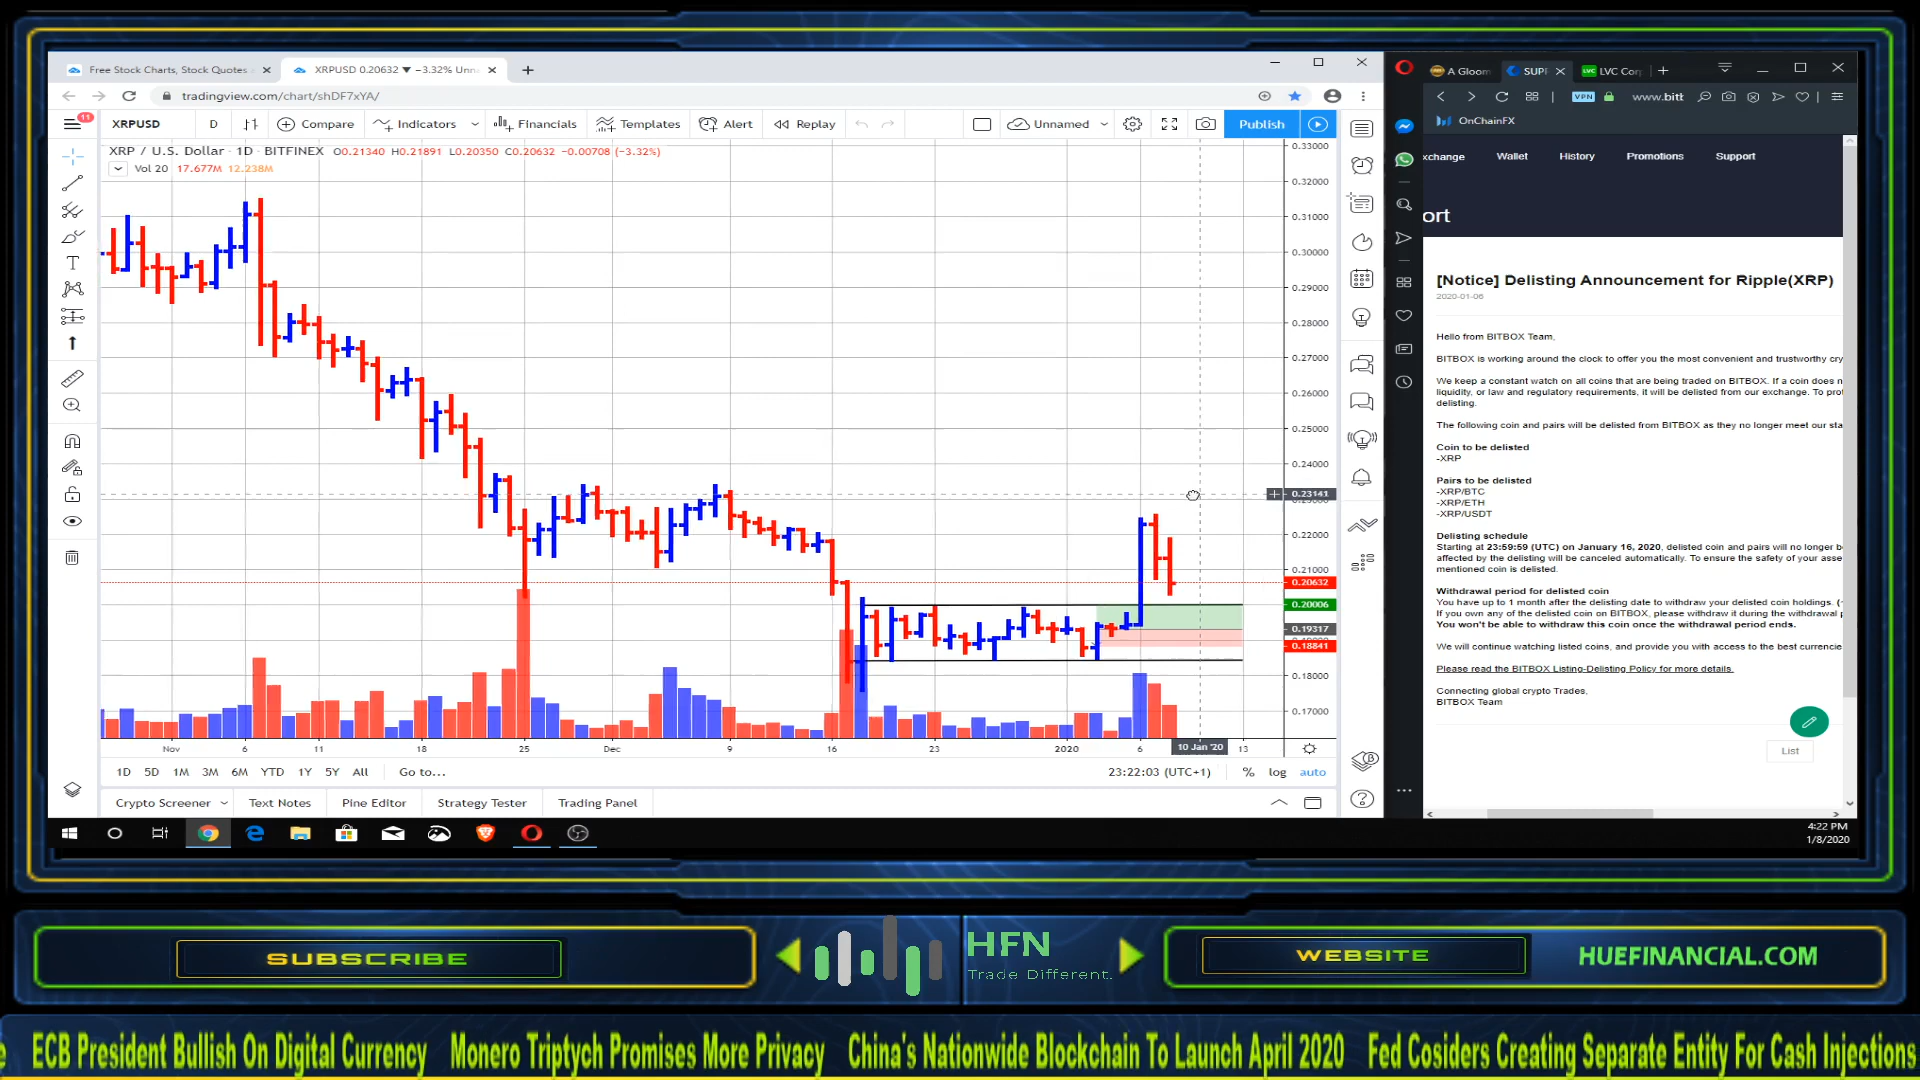 Free Stock Charts, Stock Quotes
XRPUSD 0.20632 ▼ −3.32% Unna
tradingview.com/chart/shDF7xYA/
11
XRPUSD
D
Compare
Indicators
Financials
Templates
Alert
Replay
Unnamed
Publish
XRP / U.S. Dollar · 1D · BITFINEX O0.21340 H0.21891 L0.20350 C0.20632 −0.00708 (−3.32%)
Vol 20 17.677M 12.238M
0.33000
0.32000
0.31000
0.30000
0.29000
0.28000
0.27000
0.26000
0.25000
0.24000
0.23141
0.22000
0.21000
0.20632
0.20006
0.19317
0.18841
0.18000
0.17000
Nov 6 11 18 25 Dec 9 16 23 2020 6 10 Jan '20 13
1D 5D 1M 3M 6M YTD 1Y 5Y All Go to...
23:22:03 (UTC+1) % log auto
Crypto Screener Text Notes Pine Editor Strategy Tester Trading Panel
A Gloom
SUPP
LVC Corp
VPN
www.bitb
OnChainFX
xchange Wallet History Promotions Support
ort
[Notice] Delisting Announcement for Ripple(XRP)
2020-01-06
Hello from BITBOX Team,
BITBOX is working around the clock to offer you the most convenient and trustworthy cry
We keep a constant watch on all coins that are being traded on BITBOX. If a coin does n
liquidity, or law and regulatory requirements, it will be delisted from our exchange. To prot
delisting.
The following coin and pairs will be delisted from BITBOX as they no longer meet our sta
Coin to be delisted
-XRP
Pairs to be delisted
-XRP/BTC
-XRP/ETH
-XRP/USDT
Delisting schedule
Starting at 23:59:59 (UTC) on January 16, 2020, delisted coin and pairs will no longer b
affected by the delisting will be canceled automatically. To ensure the safety of your asse
mentioned coin is delisted.
Withdrawal period for delisted coin
You have up to 1 month after the delisting date to withdraw your delisted coin holdings. (
If you own any of the delisted coin on BITBOX, please withdraw it during the withdrawal p
You won't be able to withdraw this coin once the withdrawal period ends.
We will continue watching listed coins, and provide you with access to the best currencie
Please read the BITBOX Listing-Delisting Policy for more details.
Connecting global crypto Trades,
BITBOX Team
List
4:22 PM
1/8/2020
SUBSCRIBE
HFN
Trade Different.
WEBSITE
HUEFINANCIAL.COM
e ECB President Bullish On Digital Currency Monero Triptych Promises More Privacy China's Nationwide Blockchain To Launch April 2020 Fed Cosiders Creating Separate Entity For Cash Injections